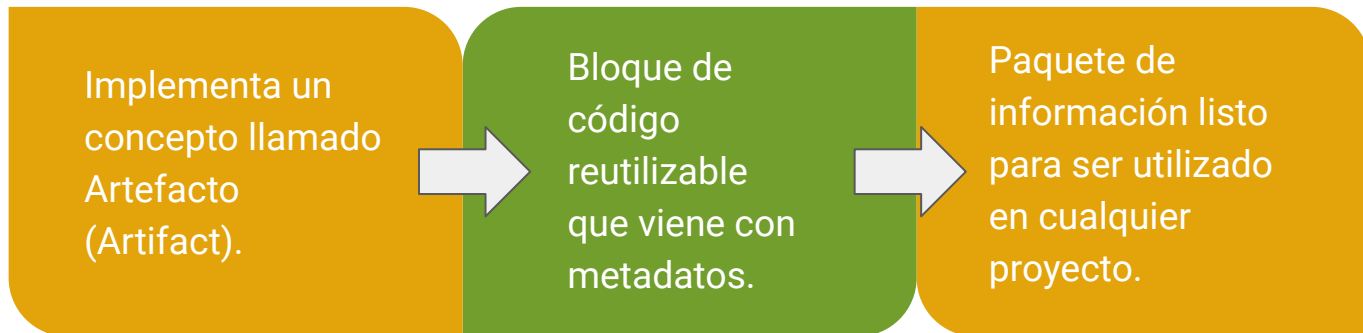 Implementa un
concepto llamado
Artefacto
(Artifact).
Bloque de
código
reutilizable
que viene con
metadatos.
Paquete de
información listo
para ser utilizado
en cualquier
proyecto.